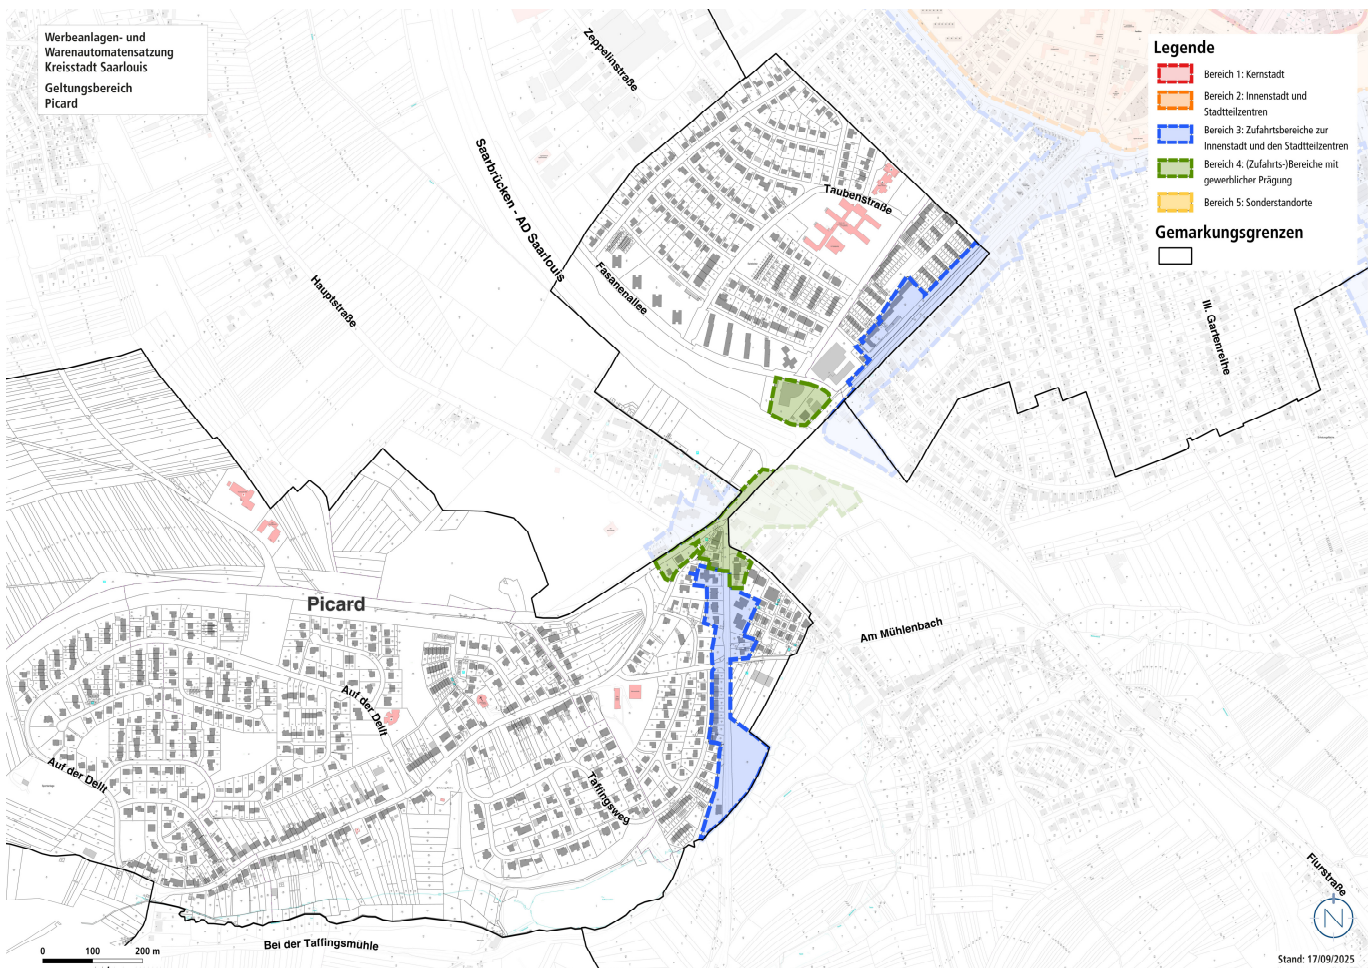 Werbeanlagen- und
Warenautomatensatzung
Kreisstadt Saarlouis
Geltungsbereich
Picard
Legende
Bereich 1: Kernstadt
Bereich 2: Innenstadt und
Stadtteilzentren
Bereich 3: Zufahrtsbereiche zur
Innenstadt und den Stadtteilzentren
Bereich 4: (Zufahrts-)Bereiche mit
gewerblicher Prägung
Bereich 5: Sonderstandorte
Gemarkungsgrenzen
Zeppelinstraße
Saarbrücken - AD Saarlouis
Taubenstraße
Fasanenallee
Hauptstraße
III. Gartenreihe
Picard
Am Mühlenbach
Auf der Dellt
Auf der Dellt
Taffingsweg
Flurstraße
Bei der Taffingsmühle
0 100 200 m
N
Stand: 17/09/2025